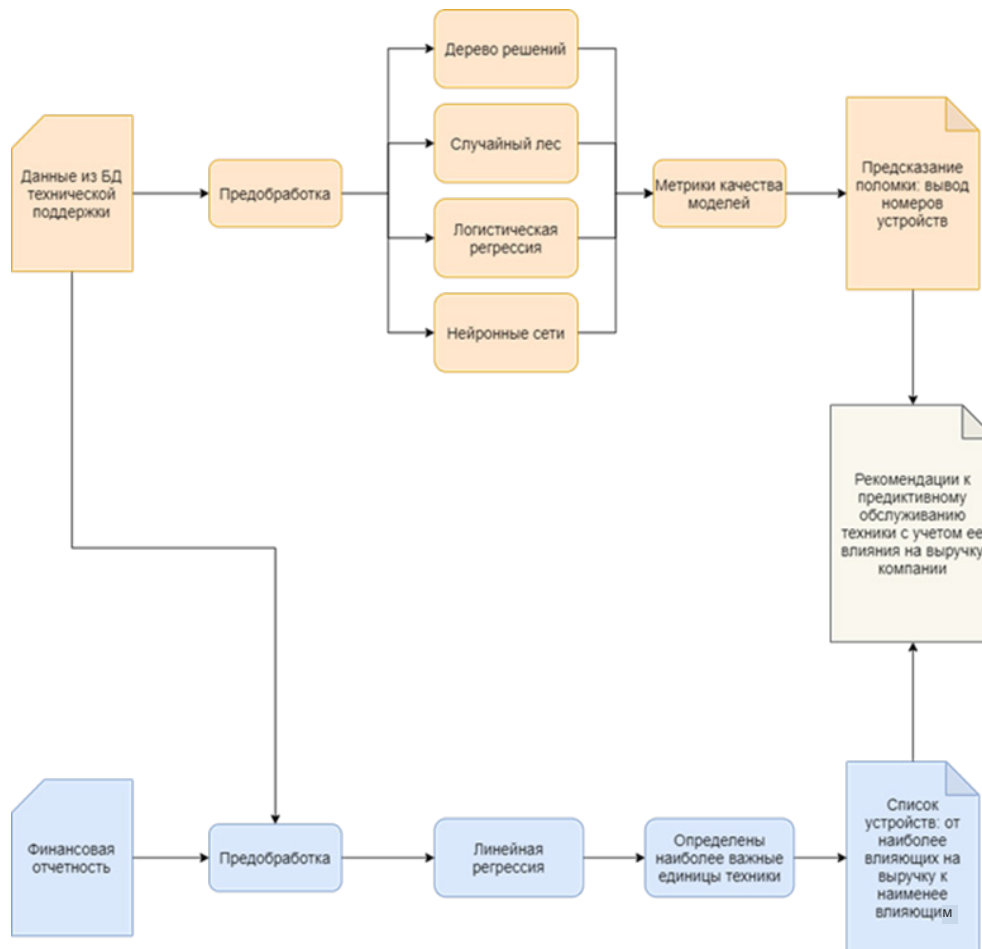 Дерево решений
Случайный лес
Данные из БД
технической
поддержки
Предобработка
Логистическая
регрессия
Нейронные сети
Метрики качества
моделей
Предсказание
поломки: вывод
номеров
устройств
Рекомендации к
предиктивному
обслуживанию
техники с учетом ее
влияния на выручку
компании
Финансовая
отчетность
Предобработка
Линейная
регрессия
Определены
наиболее важные
единицы техники
Список
устройств: от
наиболее
влияющих на
выручку к
наименее
влияющим